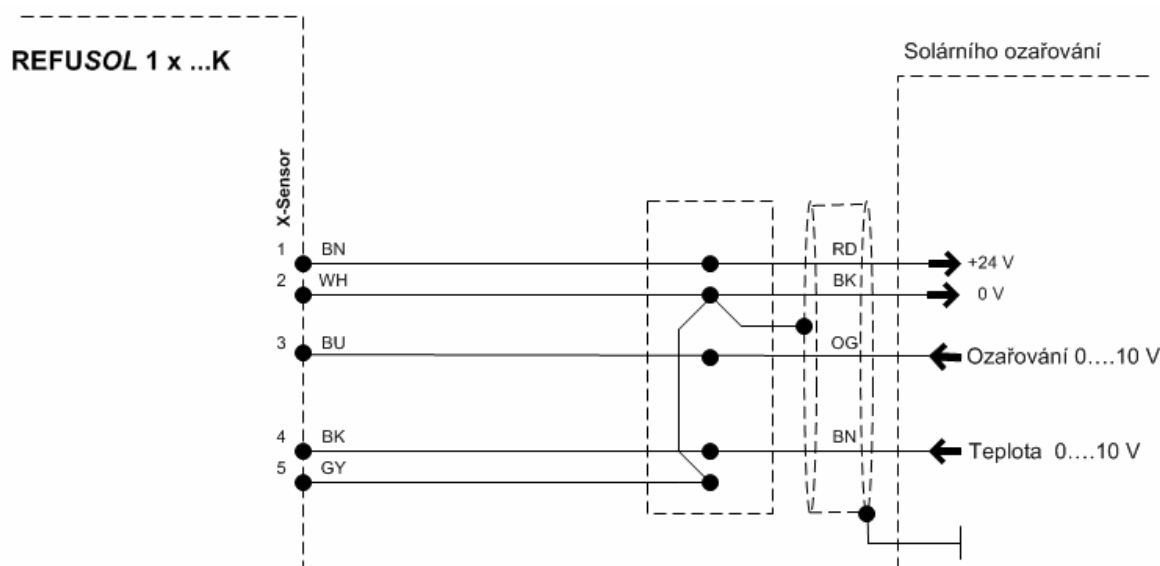 REFUSOL 1 x ...K
Solárního ozařování
X-Sensor
1 BN RD +24 V
2 WH BK 0 V
3 BU OG Ozařování 0....10 V
4 BK BN Teplota 0....10 V
5 GY